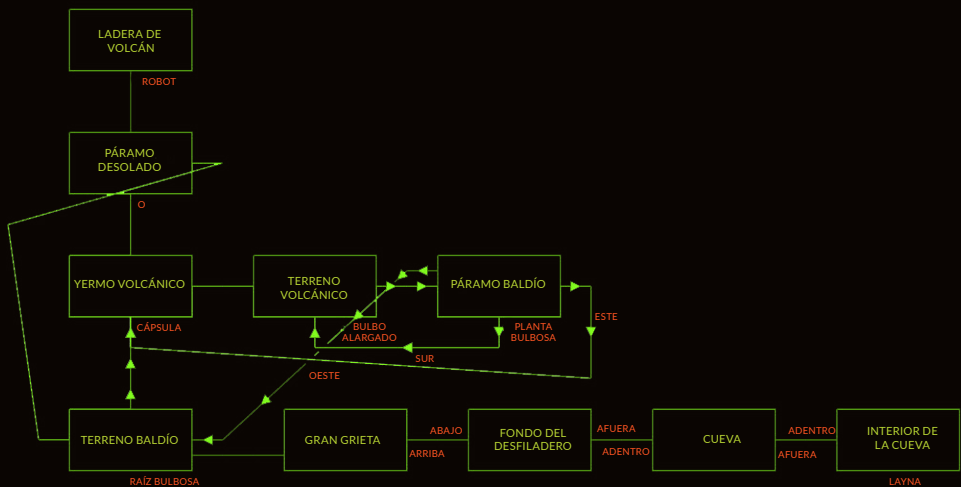 LADERA DE
VOLCÁN
ROBOT
PÁRAMO
DESOLADO
O
YERMO VOLCÁNICO
TERRENO
VOLCÁNICO
PÁRAMO BALDÍO
CÁPSULA
BULBO
ALARGADO
PLANTA
BULBOSA
ESTE
SUR
OESTE
TERRENO BALDÍO
GRAN GRIETA
ABAJO
ARRIBA
FONDO DEL
DESFILADERO
AFUERA
ADENTRO
CUEVA
ADENTRO
AFUERA
INTERIOR DE
LA CUEVA
RAÍZ BULBOSA
LAYNA